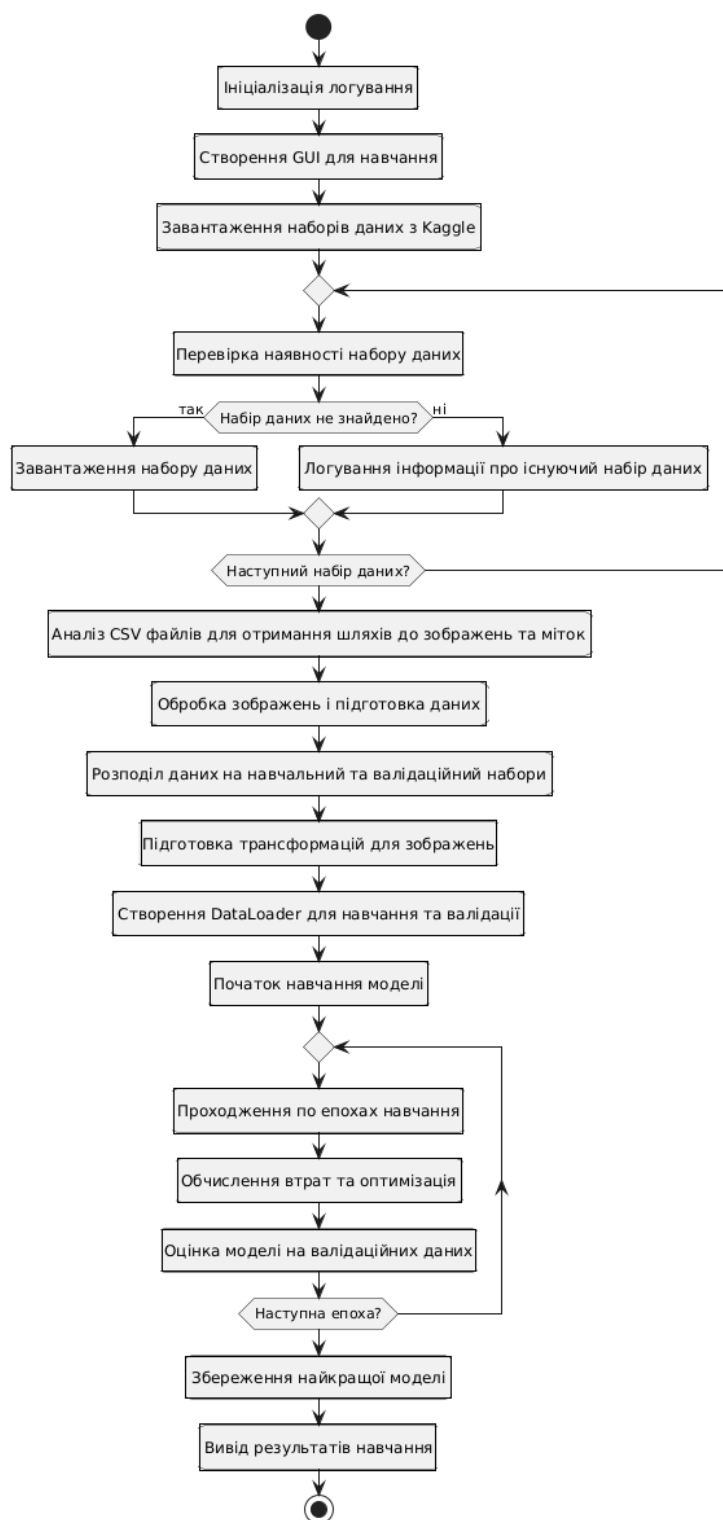 Ініціалізація логування
Створення GUI для навчання
Завантаження наборів даних з Kaggle
Перевірка наявності набору даних
так
Набір даних не знайдено?
ні
Завантаження набору даних
Логування інформації про існуючий набір даних
Наступний набір даних?
Аналіз CSV файлів для отримання шляхів до зображень та міток
Обробка зображень і підготовка даних
Розподіл даних на навчальний та валідаційний набори
Підготовка трансформацій для зображень
Створення DataLoader для навчання та валідації
Початок навчання моделі
Проходження по епохах навчання
Обчислення втрат та оптимізація
Оцінка моделі на валідаційних даних
Наступна епоха?
Збереження найкращої моделі
Вивід результатів навчання